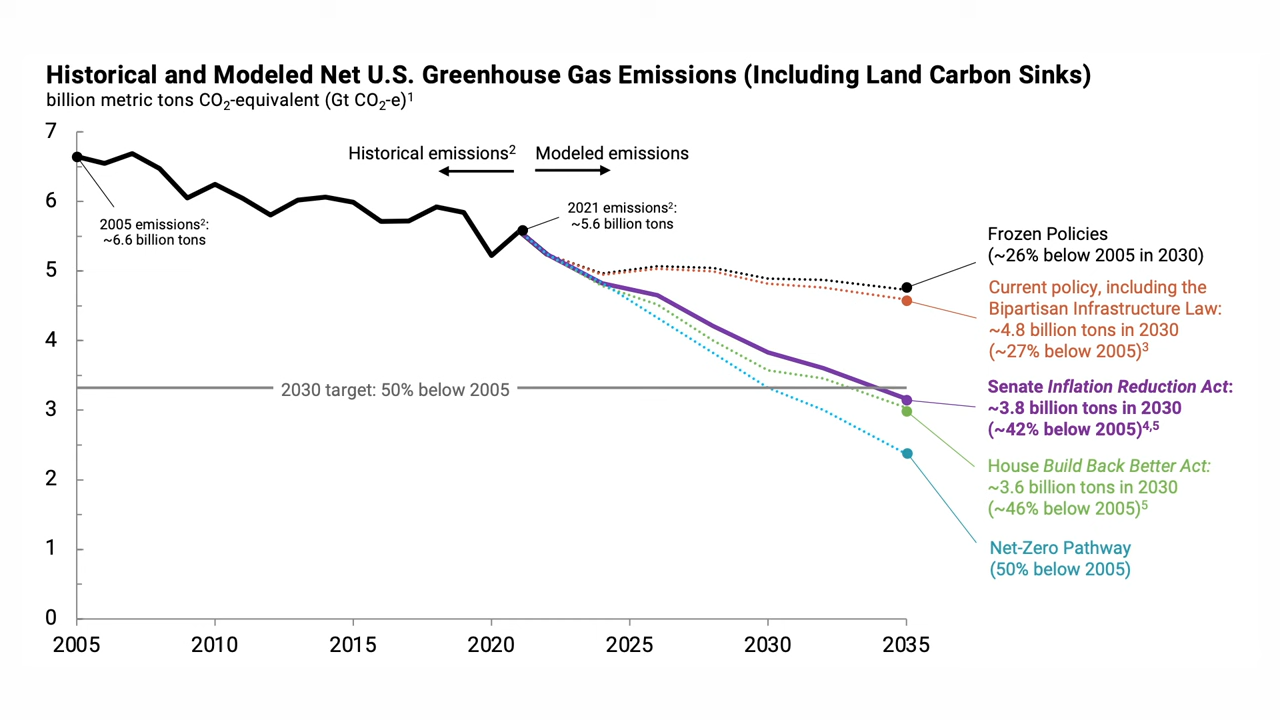 Historical and Modeled Net U.S. Greenhouse Gas Emissions (Including Land Carbon Sinks)
billion metric tons CO₂-equivalent (Gt CO₂-e)¹
7
6
5
4
3
2
1
0
Historical emissions²
Modeled emissions
2005 emissions²:
~6.6 billion tons
2021 emissions²:
~5.6 billion tons
2030 target: 50% below 2005
Frozen Policies
(~26% below 2005 in 2030)
Current policy, including the
Bipartisan Infrastructure Law:
~4.8 billion tons in 2030
(~27% below 2005)³
Senate Inflation Reduction Act:
~3.8 billion tons in 2030
(~42% below 2005)⁴,⁵
House Build Back Better Act:
~3.6 billion tons in 2030
(~46% below 2005)⁵
Net-Zero Pathway
(50% below 2005)
2005
2010
2015
2020
2025
2030
2035